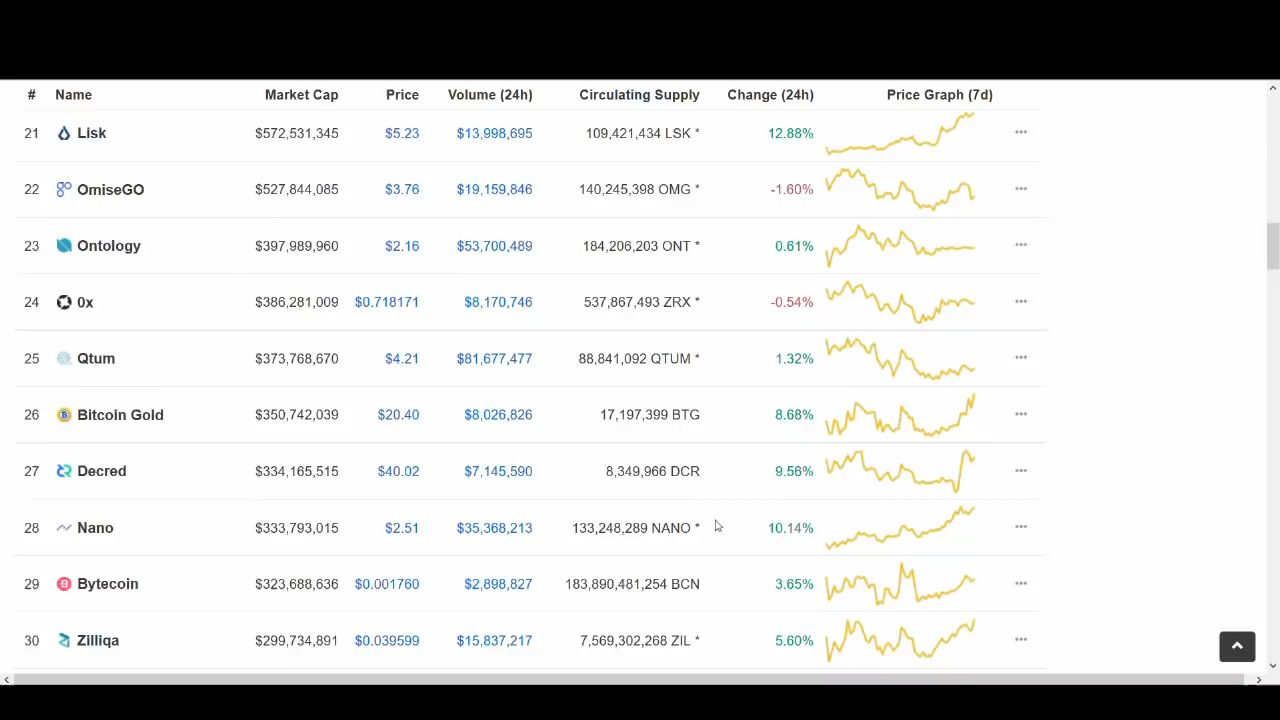 # Name Market Cap Price Volume (24h) Circulating Supply Change (24h) Price Graph (7d)
21 Lisk $572,531,345 $5.23 $13,998,695 109,421,434 LSK * 12.88%
22 OmiseGO $527,844,085 $3.76 $19,159,846 140,245,398 OMG * -1.60%
23 Ontology $397,989,960 $2.16 $53,700,489 184,206,203 ONT * 0.61%
24 0x $386,281,009 $0.718171 $8,170,746 537,867,493 ZRX * -0.54%
25 Qtum $373,768,670 $4.21 $81,677,477 88,841,092 QTUM * 1.32%
26 Bitcoin Gold $350,742,039 $20.40 $8,026,826 17,197,399 BTG 8.68%
27 Decred $334,165,515 $40.02 $7,145,590 8,349,966 DCR 9.56%
28 Nano $333,793,015 $2.51 $35,368,213 133,248,289 NANO * 10.14%
29 Bytecoin $323,688,636 $0.001760 $2,898,827 183,890,481,254 BCN 3.65%
30 Zilliqa $299,734,891 $0.039599 $15,837,217 7,569,302,268 ZIL * 5.60%